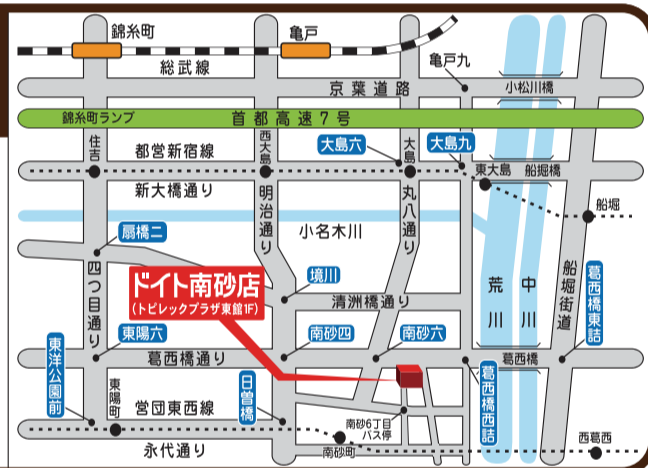 錦糸町
亀戸
総武線
亀戸九
京葉道路
小松川橋
錦糸町ランプ
首都高速7号
住吉
都営新宿線
西大島
大島六
大島
大島九
東大島
船堀橋
新大橋通り
船堀
明治通り
丸八通り
扇橋二
小名木川
ドイト南砂店
(トピレックプラザ東館1F)
境川
清洲橋通り
荒川
中川
船堀街道
葛西橋東詰
四つ目通り
東陽六
葛西橋通り
南砂四
南砂六
葛西橋
葛西橋西詰
東洋公園前
東陽町
営団東西線
日曽橋
南砂6丁目
バス停
永代通り
南砂町
西葛西